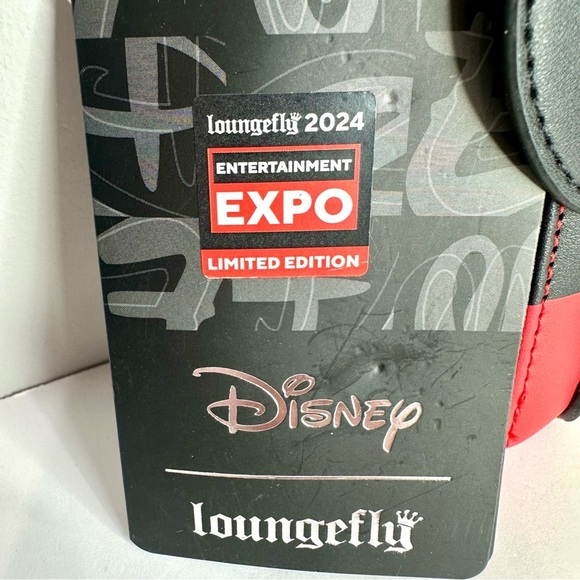 loungefly 2024
ENTERTAINMENT
EXPO
LIMITED EDITION
Disney
loungefly